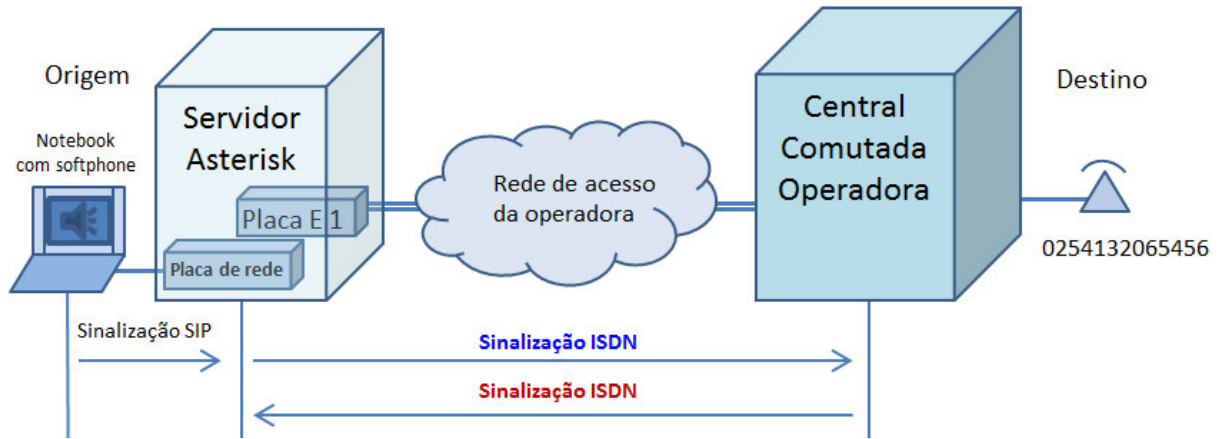 Origem
Notebook
com softphone
Servidor
Asterisk
Placa E 1
Placa de rede
Rede de acesso
da operadora
Central
Comutada
Operadora
Destino
0254132065456
Sinalização SIP
Sinalização ISDN
Sinalização ISDN